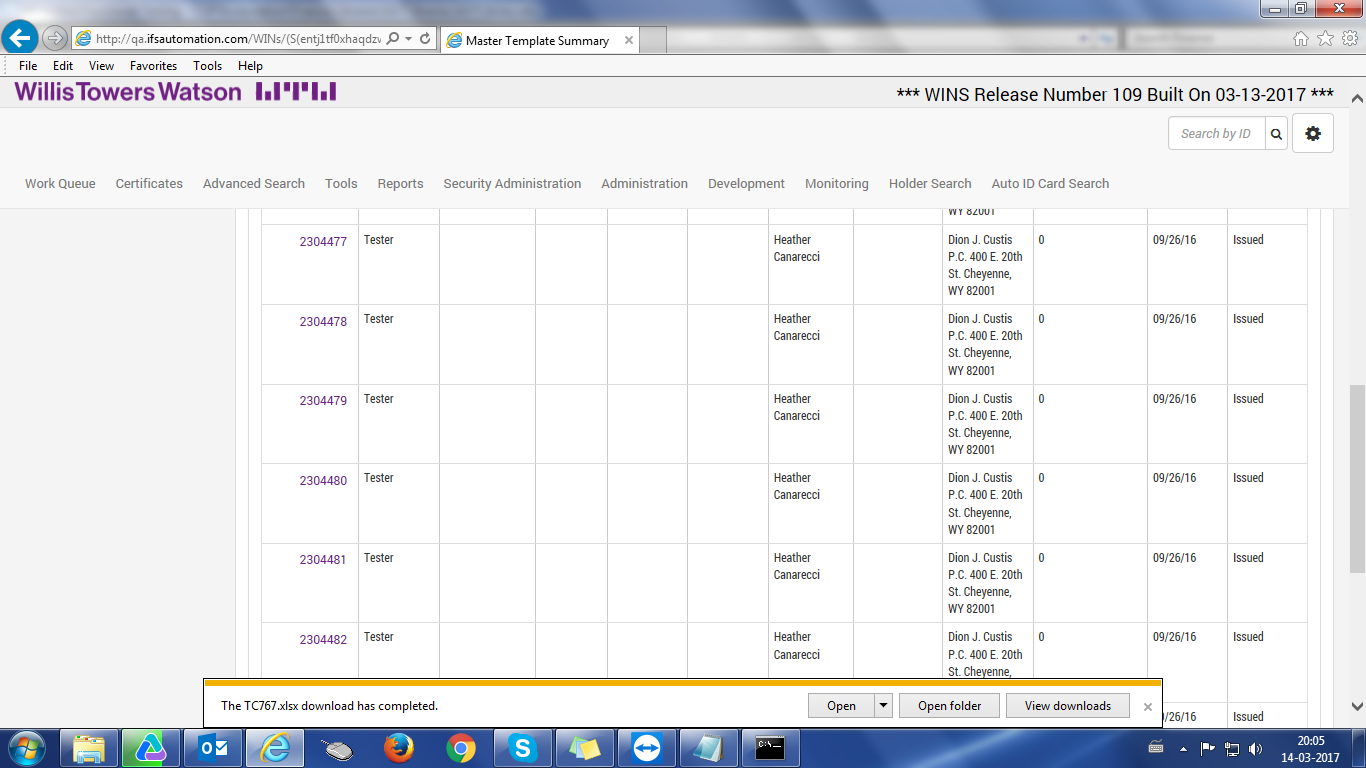 http://qa.ifsautomation.com/WINs/(S(entj1tf0xhaqdzv
Master Template Summary
File Edit View Favorites Tools Help
WillisTowersWatson
*** WINS Release Number 109 Built On 03-13-2017 ***
Search by ID
Work Queue Certificates Advanced Search Tools Reports Security Administration Administration Development Monitoring Holder Search Auto ID Card Search
WY 82001
2304477 Tester Heather Dion J. Custis 0 09/26/16 Issued
Canarecci P.C. 400 E. 20th
St. Cheyenne,
WY 82001
2304478 Tester Heather Dion J. Custis 0 09/26/16 Issued
Canarecci P.C. 400 E. 20th
St. Cheyenne,
WY 82001
2304479 Tester Heather Dion J. Custis 0 09/26/16 Issued
Canarecci P.C. 400 E. 20th
St. Cheyenne,
WY 82001
2304480 Tester Heather Dion J. Custis 0 09/26/16 Issued
Canarecci P.C. 400 E. 20th
St. Cheyenne,
WY 82001
2304481 Tester Heather Dion J. Custis 0 09/26/16 Issued
Canarecci P.C. 400 E. 20th
St. Cheyenne,
WY 82001
2304482 Tester Heather Dion J. Custis 0 09/26/16 Issued
Canarecci P.C. 400 E. 20th
St. Cheyenne,
The TC767.xlsx download has completed. Open Open folder View downloads
/26/16 Issued
C:\_
20:05
14-03-2017